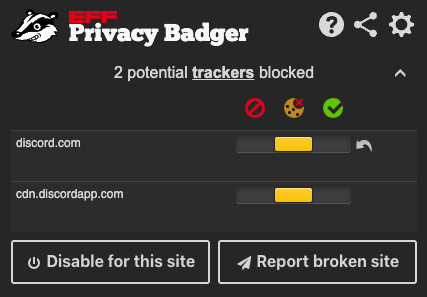 EFF
Privacy Badger
2 potential trackers blocked
discord.com
cdn.discordapp.com
Disable for this site
Report broken site